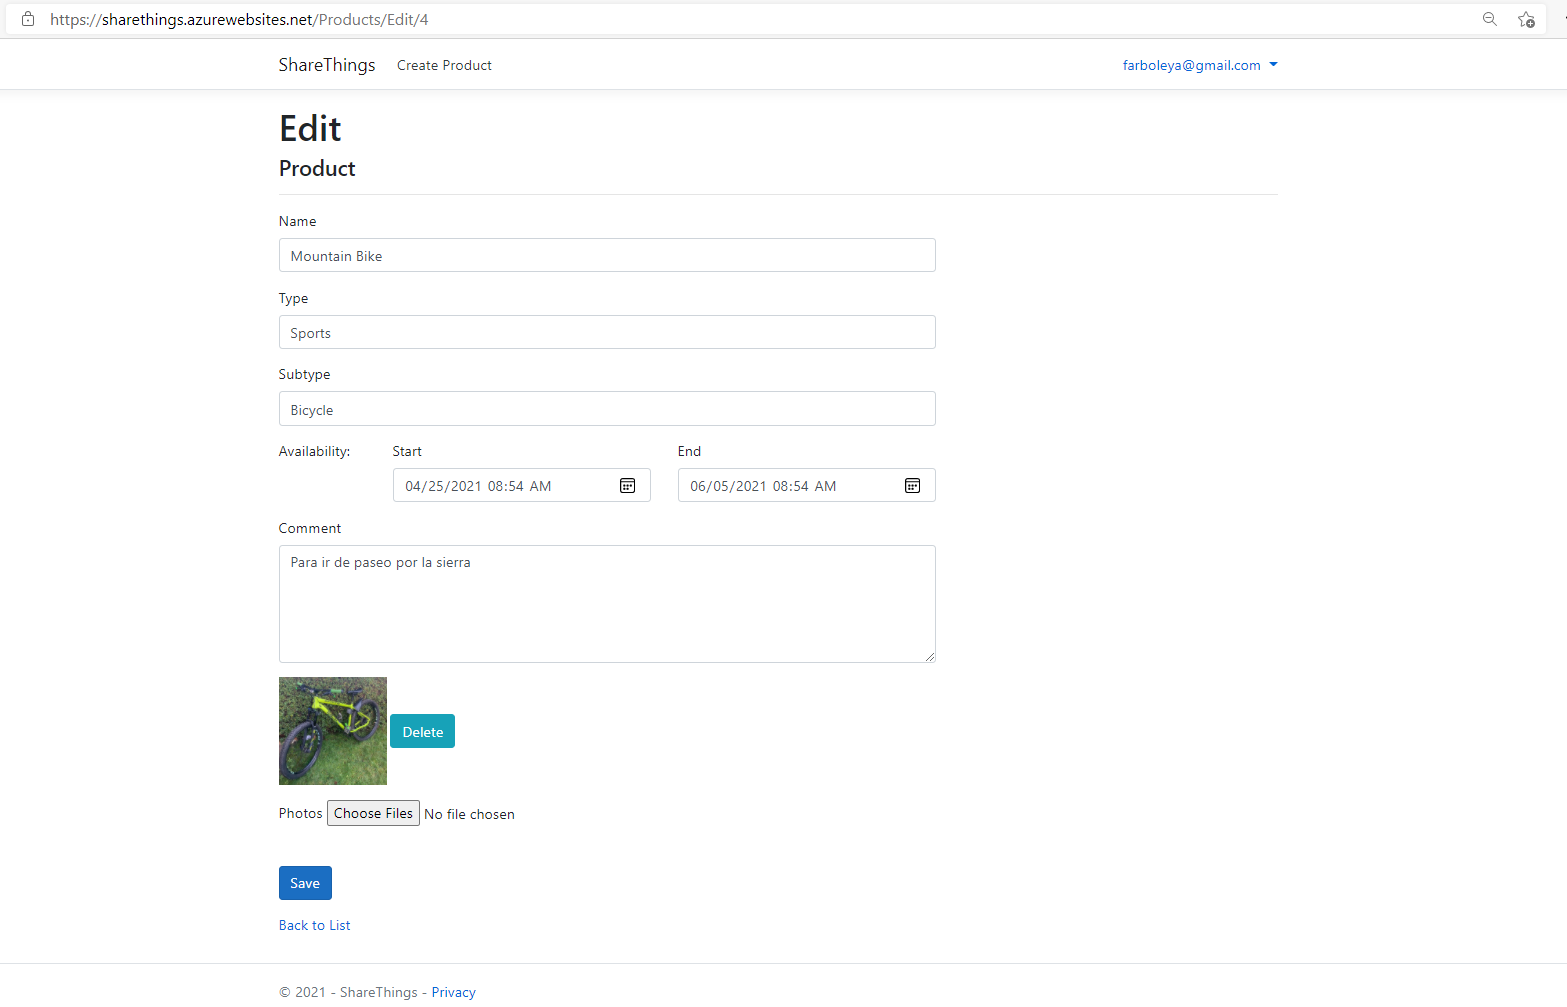 https://sharethings.azurewebsites.net/Products/Edit/4
ShareThings Create Product farboleya@gmail.com
Edit
Product
Name
Mountain Bike
Type
Sports
Subtype
Bicycle
Availability: Start End
04/25/2021 08:54 AM 06/05/2021 08:54 AM
Comment
Para ir de paseo por la sierra
Delete
Photos Choose Files No file chosen
Save
Back to List
© 2021 - ShareThings - Privacy